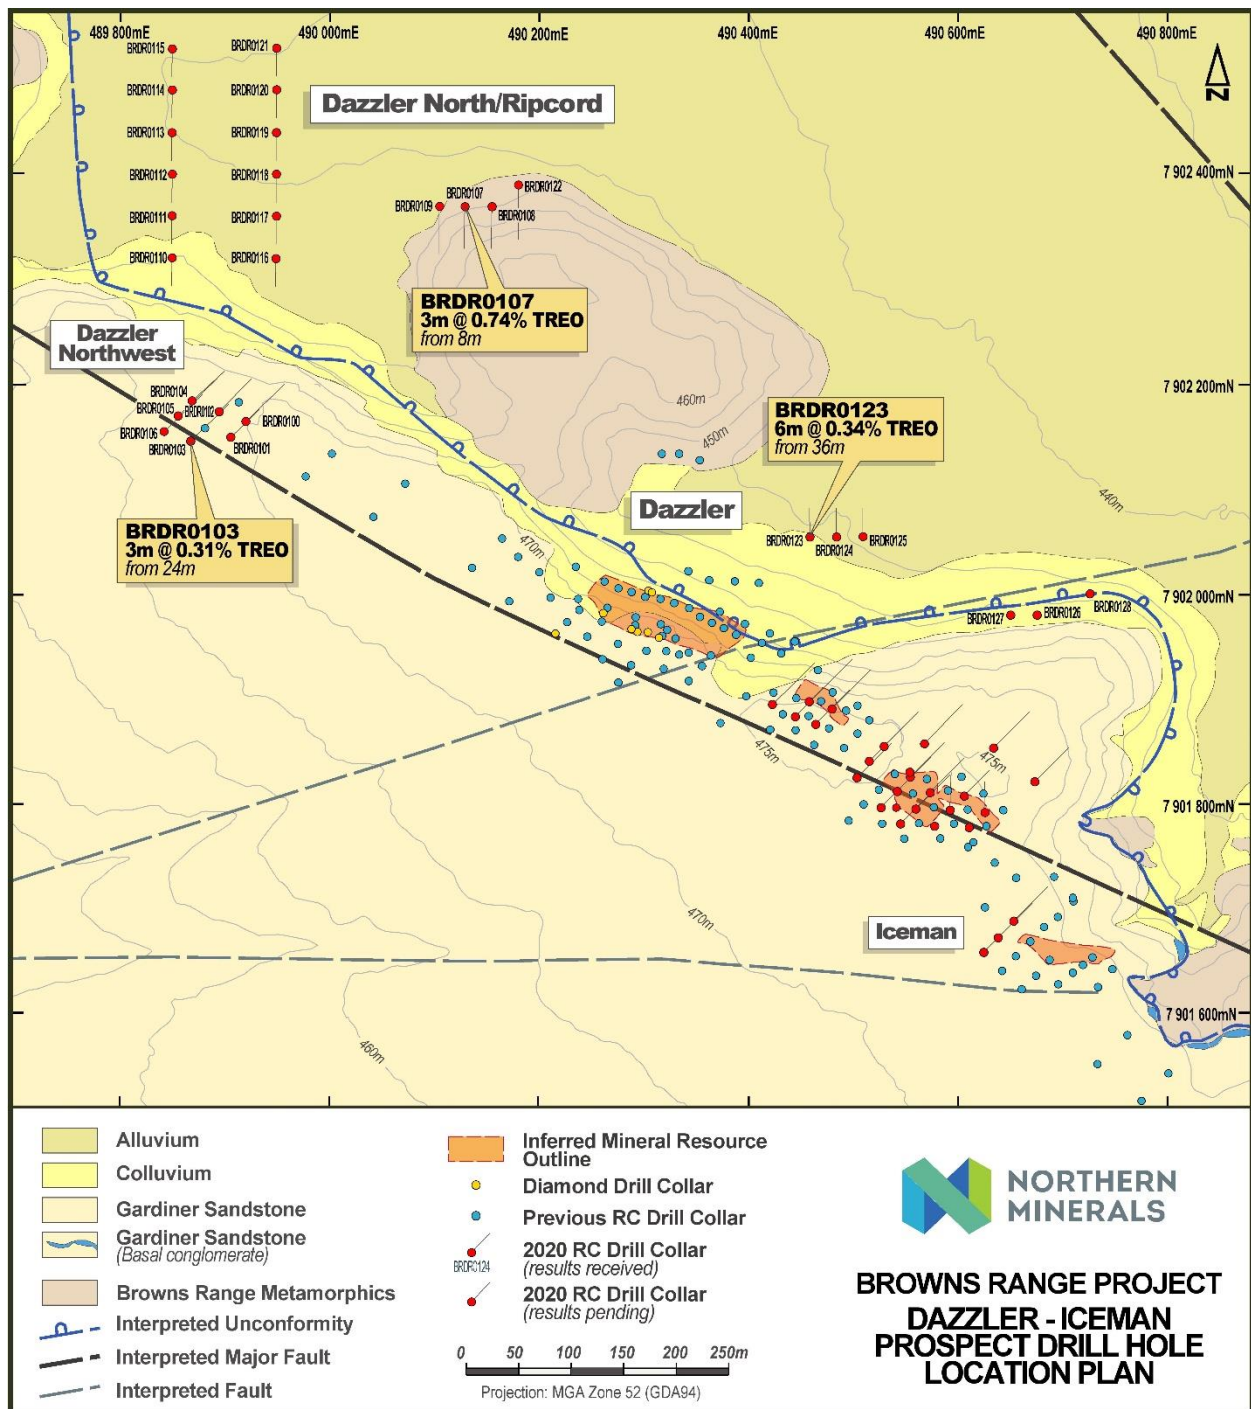 489 800mE
490 000mE
490 200mE
490 400mE
490 600mE
490 800mE
N
BRDR0115
BRDR0121
BRDR0114
BRDR0120
Dazzler North/Ripcord
BRDR0113
BRDR0119
BRDR0112
BRDR0118
7 902 400mN
BRDR0107
BRDR0122
BRDR0109
BRDR0108
BRDR0111
BRDR0117
BRDR0110
BRDR0116
BRDR0107
3m @ 0.74% TREO
from 8m
Dazzler
Northwest
7 902 200mN
460m
450m
440m
BRDR0104
BRDR0105
BRDR0102
BRDR0100
BRDR0106
BRDR0103
BRDR0101
BRDR0123
6m @ 0.34% TREO
from 36m
Dazzler
BRDR0103
3m @ 0.31% TREO
from 24m
470m
BRDR0123
BRDR0124
BRDR0125
7 902 000mN
BRDR0127
BRDR0126
BRDR0128
475m
475m
7 901 800mN
470m
Iceman
7 901 600mN
460m
Alluvium
Colluvium
Gardiner Sandstone
Gardiner Sandstone
(Basal conglomerate)
Browns Range Metamorphics
Interpreted Unconformity
Interpreted Major Fault
Interpreted Fault
Inferred Mineral Resource
Outline
Diamond Drill Collar
Previous RC Drill Collar
2020 RC Drill Collar
(results received)
BRDR0124
2020 RC Drill Collar
(results pending)
0 50 100 150 200 250m
Projection: MGA Zone 52 (GDA94)
NORTHERN
MINERALS
BROWNS RANGE PROJECT
DAZZLER - ICEMAN
PROSPECT DRILL HOLE
LOCATION PLAN